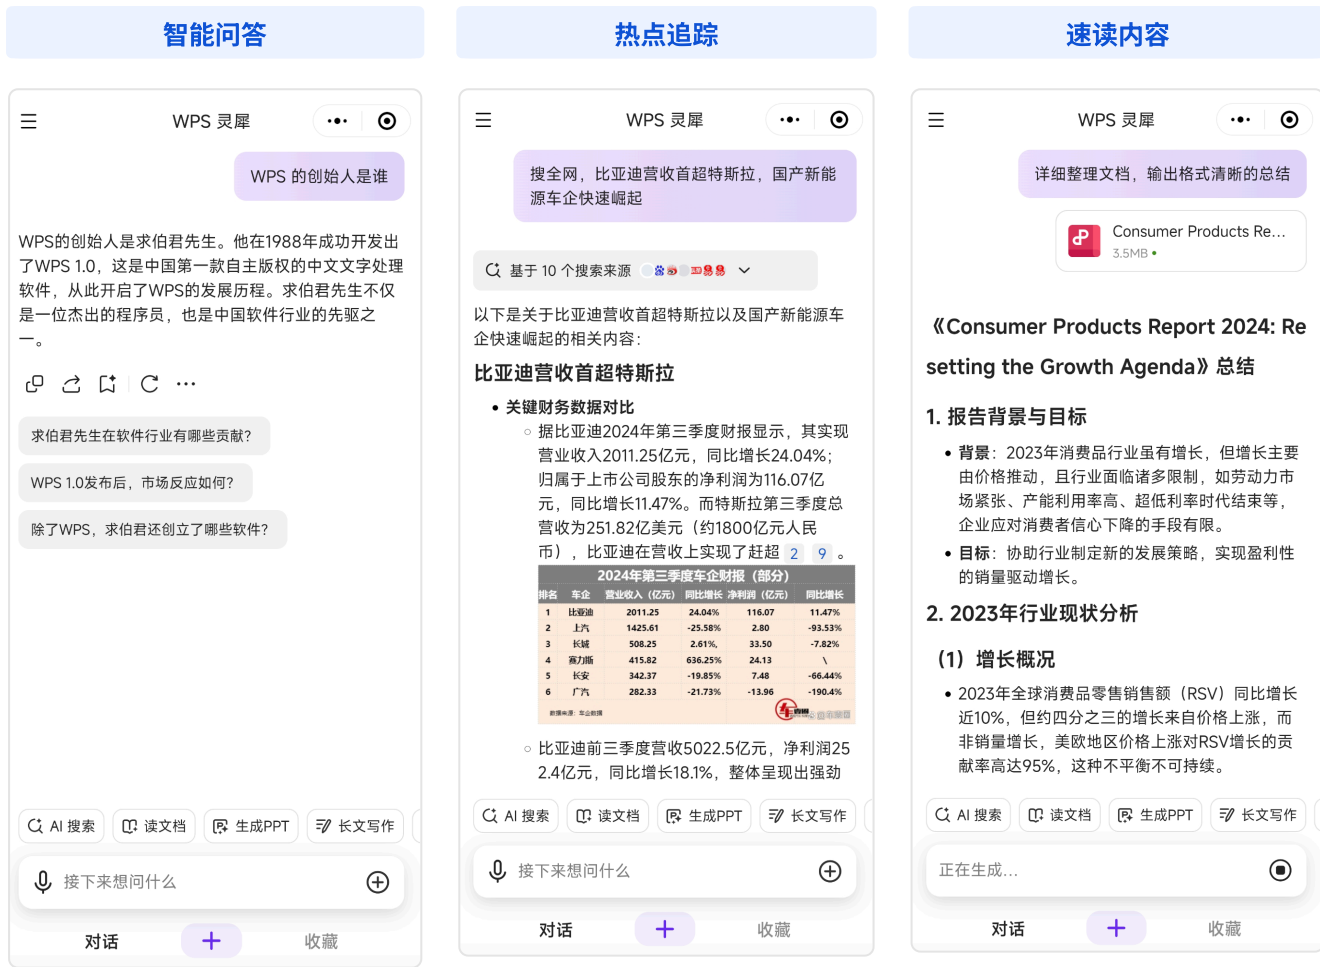 智能问答
WPS 灵犀
WPS 的创始人是谁
WPS的创始人是求伯君先生。他在1988年成功开发出
了WPS 1.0，这是中国第一款自主版权的中文文字处理
软件，从此开启了WPS的发展历程。求伯君先生不仅
是一位杰出的程序员，也是中国软件行业的先驱之
一。
求伯君先生在软件行业有哪些贡献？
WPS 1.0发布后，市场反应如何？
除了WPS，求伯君还创立了哪些软件？
AI 搜索
读文档
生成PPT
长文写作
接下来想问什么
对话
收藏
热点追踪
WPS 灵犀
搜全网，比亚迪营收首超特斯拉，国产新能
源车企快速崛起
基于 10 个搜索来源
以下是关于比亚迪营收首超特斯拉以及国产新能源车
企快速崛起的相关内容：
比亚迪营收首超特斯拉
• 关键财务数据对比
据比亚迪2024年第三季度财报显示，其实现
营业收入2011.25亿元，同比增长24.04%；
归属于上市公司股东的净利润为116.07亿
元，同比增长11.47%。而特斯拉第三季度总
营收为251.82亿美元（约1800亿元人民
币），比亚迪在营收上实现了赶超 2 9 。
2024年第三季度车企财报（部分）
排名 车企 营业收入（亿元） 同比增长 净利润（亿元） 同比增长
1 比亚迪 2011.25 24.04% 116.07 11.47%
2 上汽 1425.61 -25.58% 2.80 -93.53%
3 长城 508.25 2.61%, 33.50 -7.82%
4 赛力斯 415.82 636.25% 24.13 \
5 长安 342.37 -19.85% 7.48 -66.44%
6 广汽 282.33 -21.73% -13.96 -190.4%
数据来源：车企数据
比亚迪前三季度营收5022.5亿元，净利润25
2.4亿元，同比增长18.1%，整体呈现出强劲
AI 搜索
读文档
生成PPT
长文写作
接下来想问什么
对话
收藏
速读内容
WPS 灵犀
详细整理文档，输出格式清晰的总结
Consumer Products Re...
3.5MB
《Consumer Products Report 2024: Re
setting the Growth Agenda》总结
1. 报告背景与目标
• 背景：2023年消费品行业虽有增长，但增长主要
由价格推动，且行业面临诸多限制，如劳动力市
场紧张、产能利用率高、超低利率时代结束等，
企业应对消费者信心下降的手段有限。
• 目标：协助行业制定新的发展策略，实现盈利性
的销量驱动增长。
2. 2023年行业现状分析
（1）增长概况
• 2023年全球消费品零售销售额（RSV）同比增长
近10%，但约四分之三的增长来自价格上涨，而
非销量增长，美欧地区价格上涨对RSV增长的贡
献率高达95%，这种不平衡不可持续。
AI 搜索
读文档
生成PPT
长文写作
正在生成...
对话
收藏